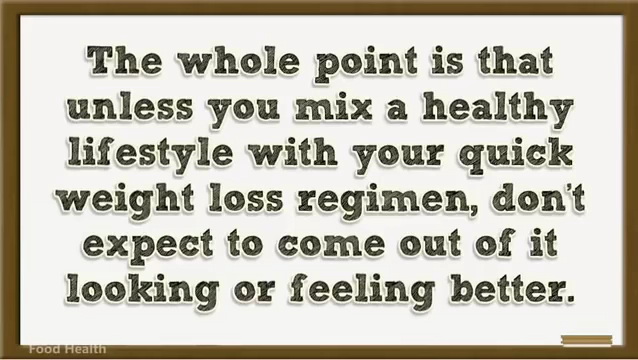 The whole point is that
unless you mix a healthy
lifestyle with your quick
weight loss regimen, don't
expect to come out of it
looking or feeling better.
Food Health